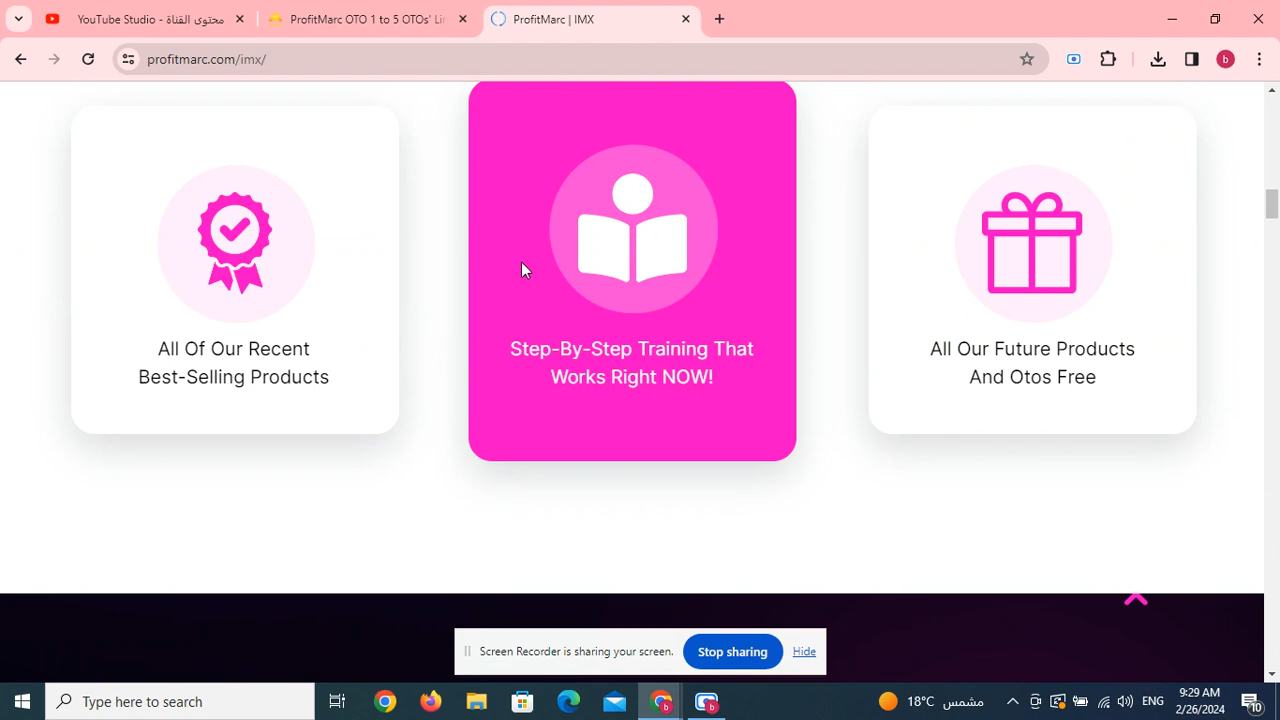 YouTube Studio - محتوى القناة
ProfitMarc OTO 1 to 5 OTOs' Lin
ProfitMarc | IMX
profitmarc.com/imx/
b
All Of Our Recent
Best-Selling Products
Step-By-Step Training That
Works Right NOW!
All Our Future Products
And Otos Free
Screen Recorder is sharing your screen.
Stop sharing
Hide
Type here to search
b
b
18°C
مشمس
ENG
9:29 AM
2/26/2024
10